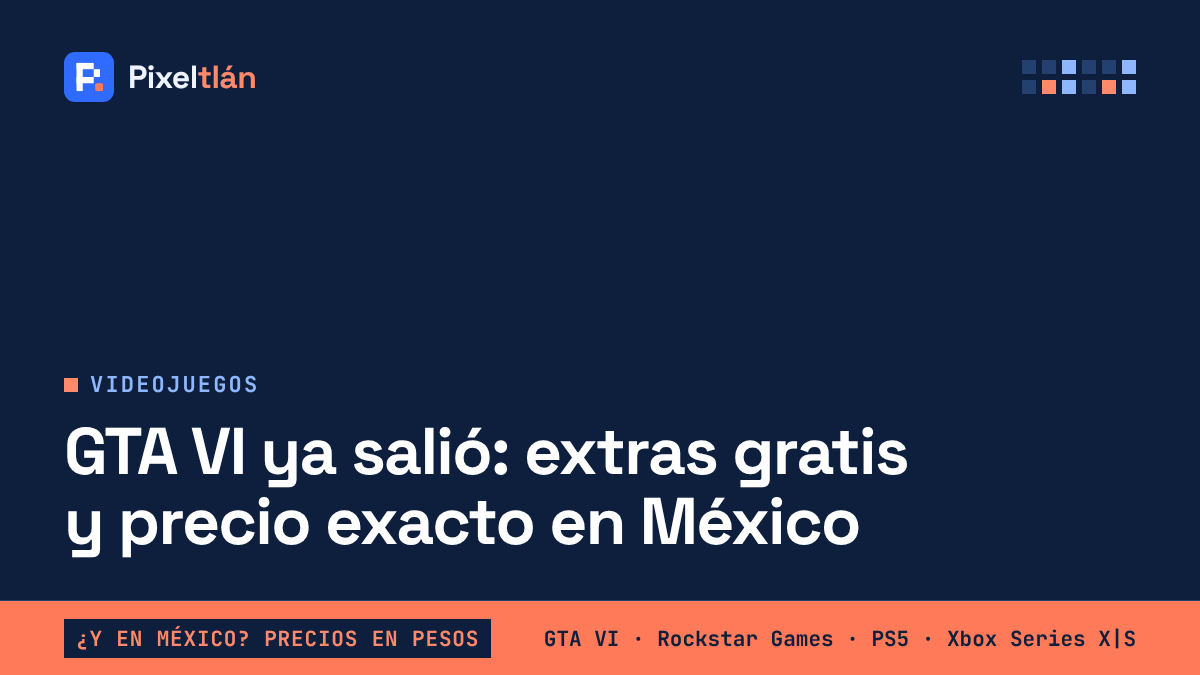 Pixeltlán
VIDEOJUEGOS
GTA VI ya salió: extras gratis
y precio exacto en México
¿Y EN MÉXICO? PRECIOS EN PESOS
GTA VI · Rockstar Games · PS5 · Xbox Series X|S